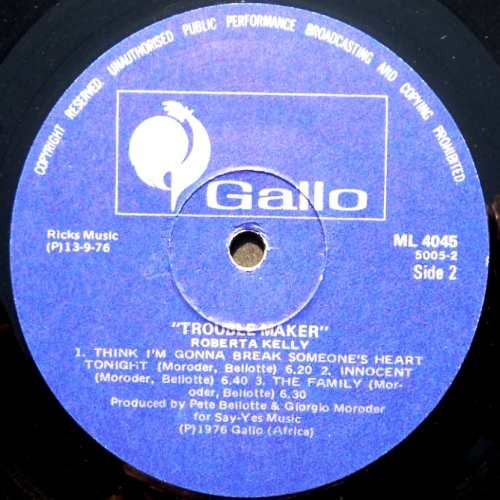 COPYRIGHT RESERVED. UNAUTHORISED PUBLIC PERFORMANCE BROADCASTING AND COPYING PROHIBITED
Gallo
Ricks Music
(P)13-9-76
ML 4045
5005-2
Side 2
"TROUBLE MAKER"
ROBERTA KELLY
1. THINK I'M GONNA BREAK SOMEONE'S HEART
TONIGHT (Moroder, Bellotte) 6.20 2. INNOCENT
(Moroder, Bellotte) 6.40 3. THE FAMILY (Mor-
oder, Bellotte) 6.30
Produced by Pete Bellotte & Giorgio Moroder
for Say-Yes Music
(P)1976 Gallo (Africa)